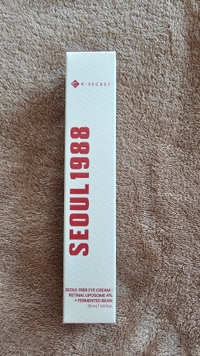 K-SECRET
SEOUL 1988
SEOUL 1988 EYE CREAM :
RETINAL LIPOSOME 4%
+ FERMENTED BEAN